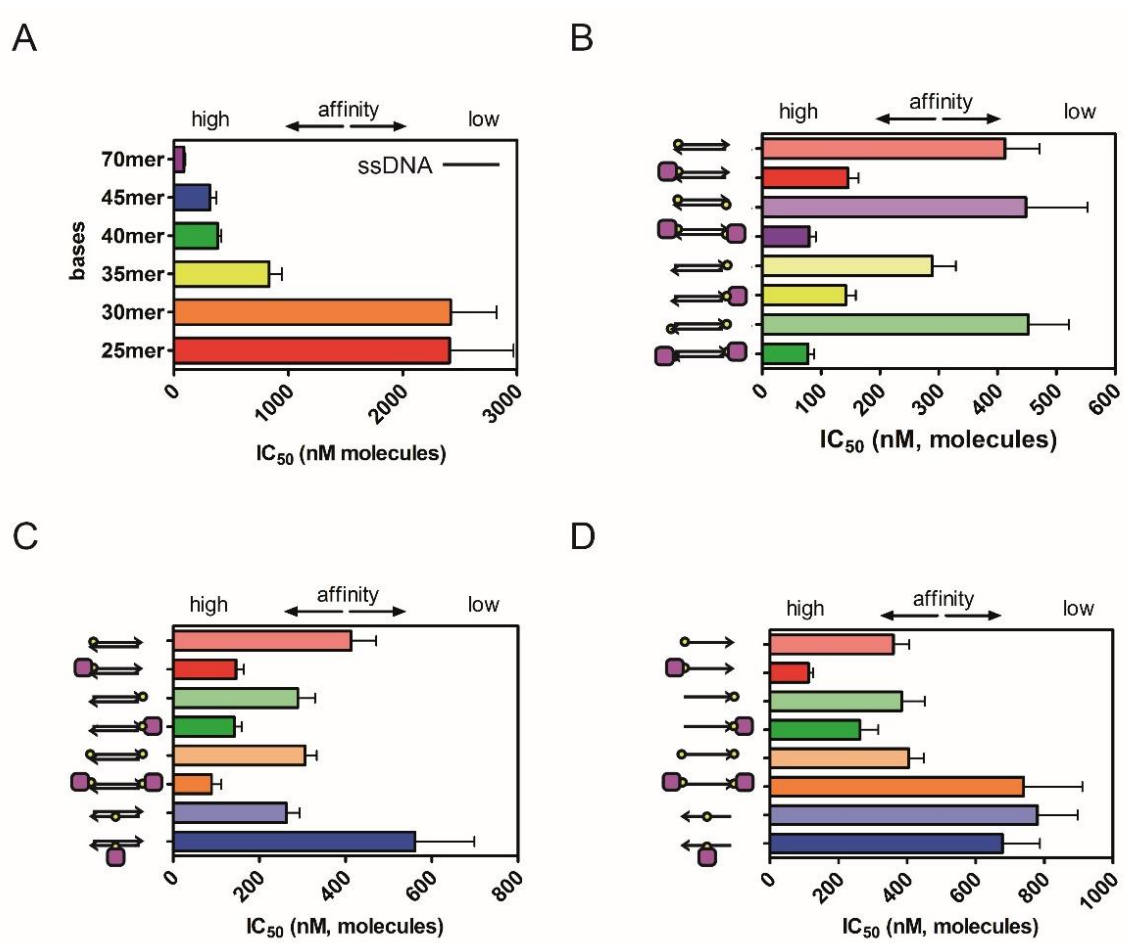 A
high affinity low
ssDNA
bases
70mer
45mer
40mer
35mer
30mer
25mer
0 1000 2000 3000
IC50 (nM molecules)
B
high affinity low
0 100 200 300 400 500 600
IC50 (nM, molecules)
C
high affinity low
0 200 400 600 800
IC50 (nM, molecules)
D
high affinity low
0 200 400 600 800 1000
IC50 (nM, molecules)